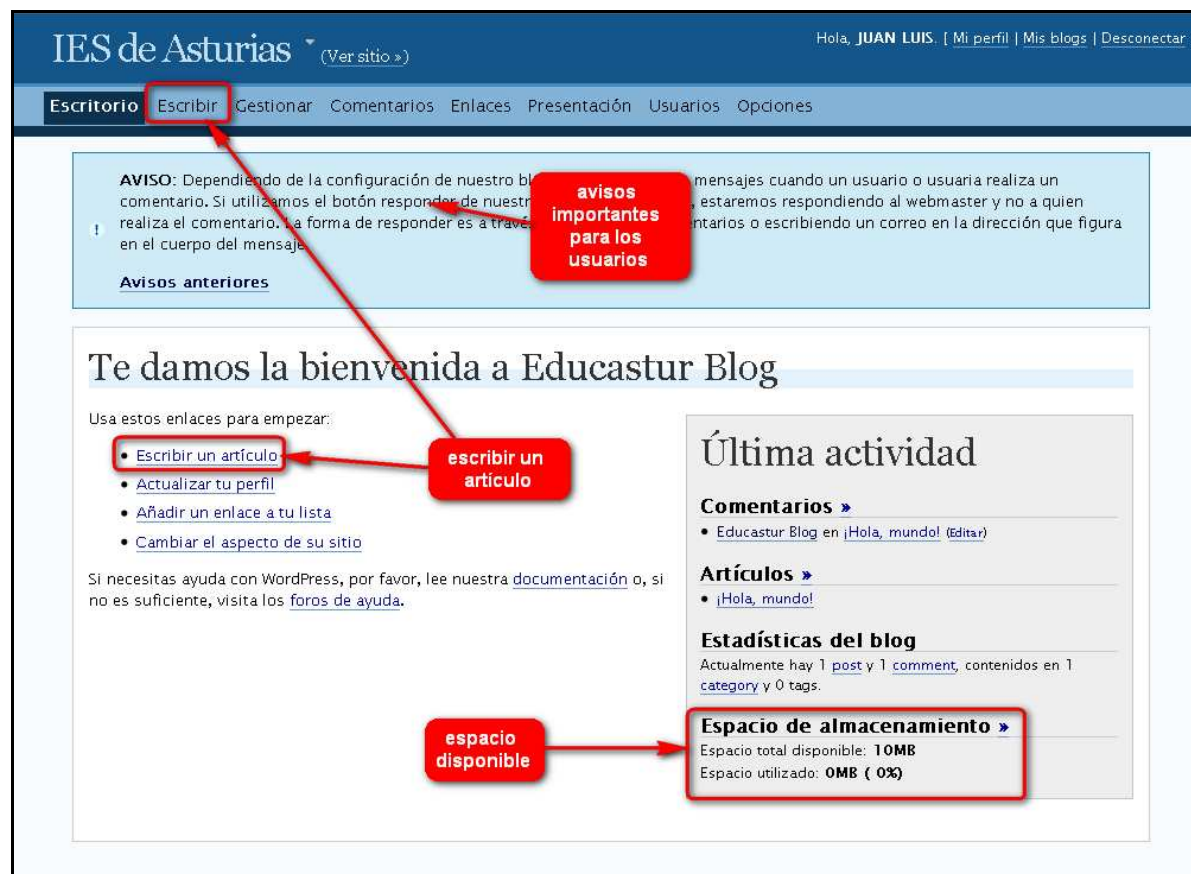 IES de Asturias (Ver sitio »)
Hola, JUAN LUIS. [ Mi perfil | Mis blogs | Desconectar
Escritorio Escribir Gestionar Comentarios Enlaces Presentación Usuarios Opciones
AVISO: Dependiendo de la configuración de nuestro mensajes cuando un usuario o usuaria realiza un
comentario. Si utilizamos el botón responder de , estaremos respondiendo al webmaster y no a quien
! realiza el comentario. La forma de responder es a o escribiendo un correo en la dirección que figura
en el cuerpo del
Avisos anteriores
avisos
importantes
para los
usuarios
Te damos la bienvenida a Educastur Blog
Usa estos enlaces para empezar:
• Escribir un artículo
• Actualizar tu perfil
• Añadir un enlace a tu lista
• Cambiar el aspecto de su sitio
escribir un
artículo
Si necesitas ayuda con WordPress, por favor, lee nuestra documentación o, si
no es suficiente, visita los foros de ayuda.
Última actividad
Comentarios »
• Educastur Blog en ¡Hola, mundo! (Editar)
Artículos »
• ¡Hola, mundo!
Estadísticas del blog
Actualmente hay 1 post y 1 comment, contenidos en 1
category y 0 tags.
espacio
disponible
Espacio de almacenamiento »
Espacio total disponible: 10MB
Espacio utilizado: 0MB ( 0%)